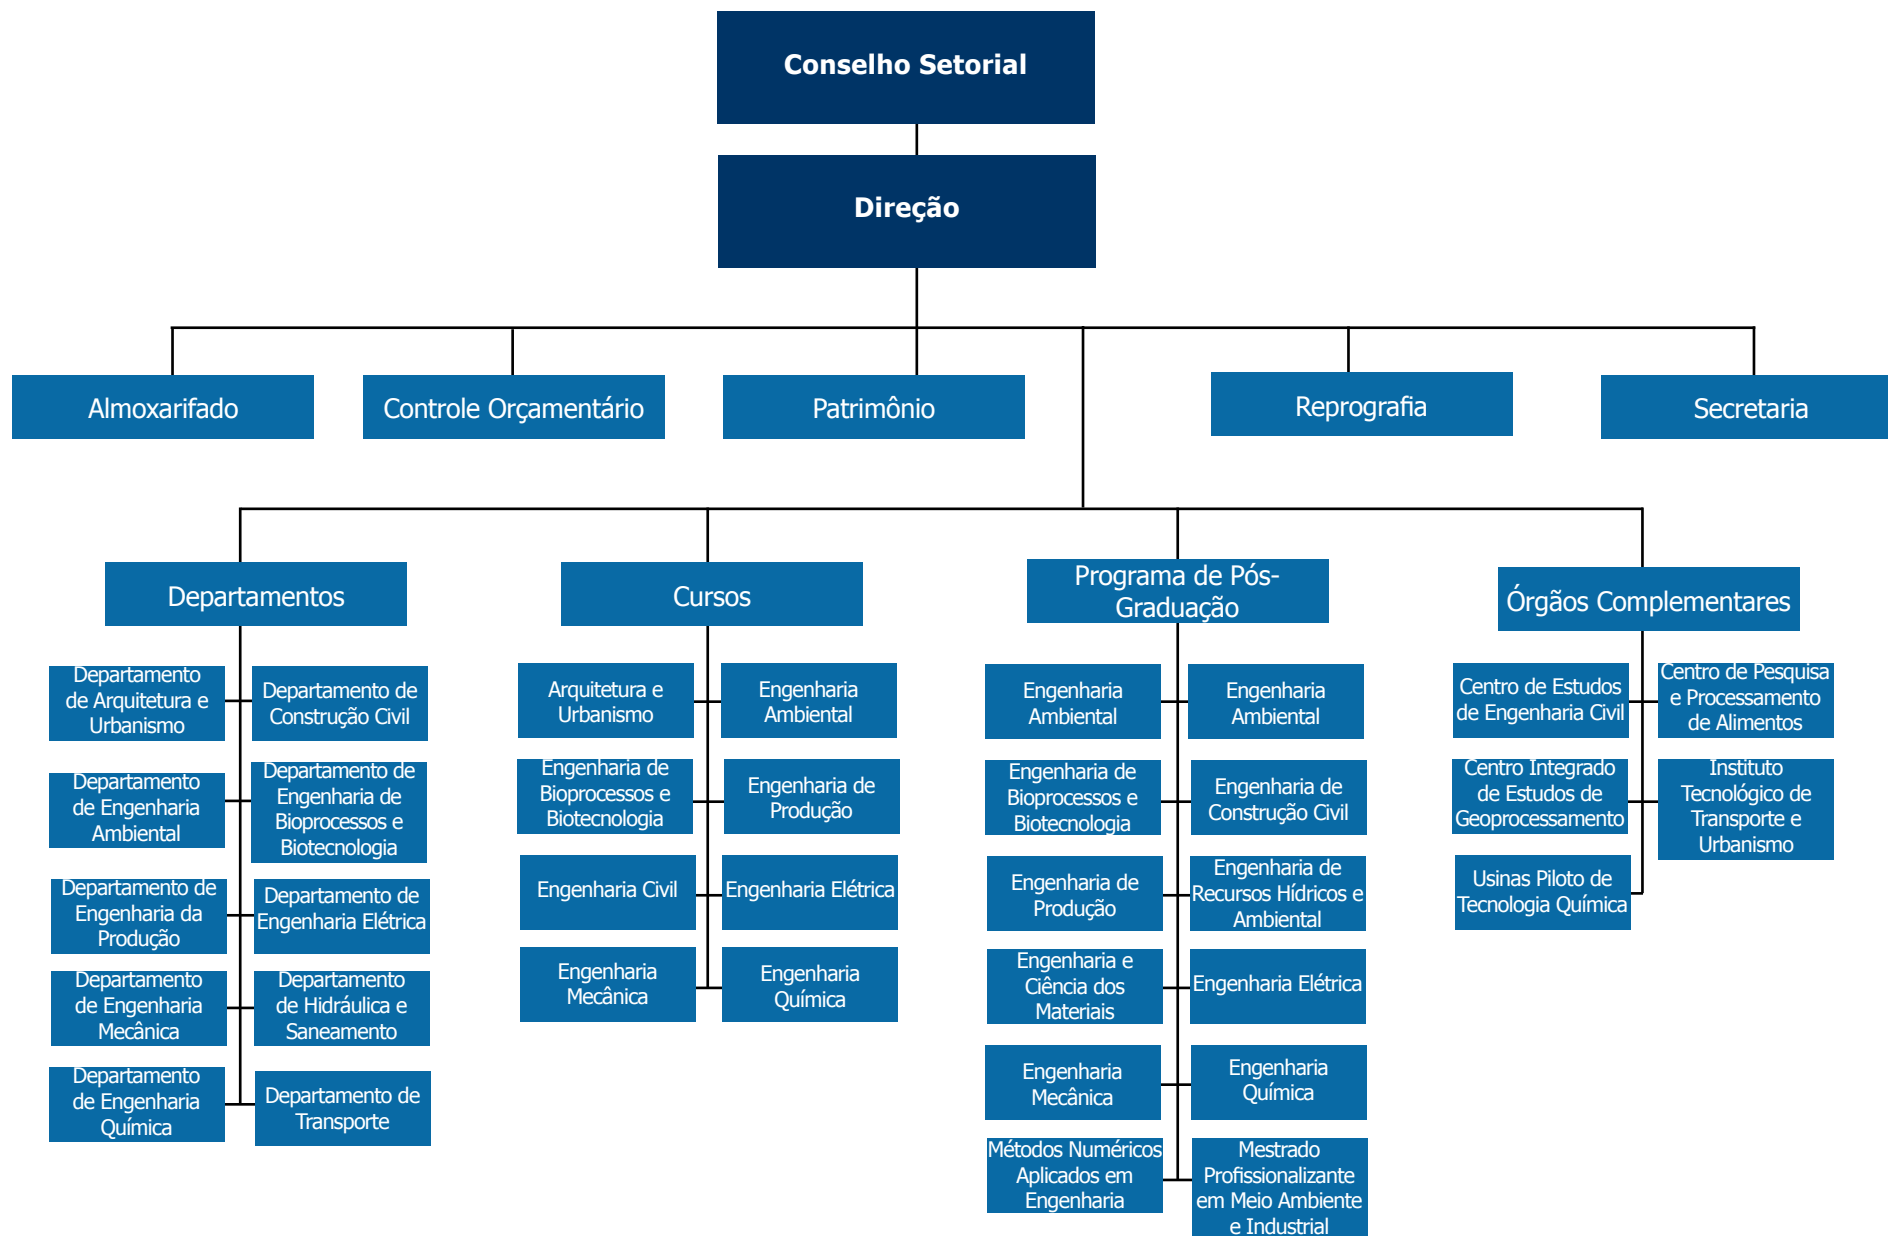 Conselho Setorial
Direção
Almoxarifado
Controle Orçamentário
Patrimônio
Reprografia
Secretaria
Departamentos
Cursos
Programa de Pós-
Graduação
Órgãos Complementares
Departamento
de Arquitetura e
Urbanismo
Departamento de
Construção Civil
Departamento
de Engenharia
Ambiental
Departamento de
Engenharia de
Bioprocessos e
Biotecnologia
Departamento de
Engenharia da
Produção
Departamento de
Engenharia Elétrica
Departamento
de Engenharia
Mecânica
Departamento
de Hidráulica e
Saneamento
Departamento
de Engenharia
Química
Departamento de
Transporte
Arquitetura e
Urbanismo
Engenharia
Ambiental
Engenharia de
Bioprocessos e
Biotecnologia
Engenharia de
Produção
Engenharia Civil
Engenharia Elétrica
Engenharia
Mecânica
Engenharia
Química
Engenharia
Ambiental
Engenharia
Ambiental
Engenharia de
Bioprocessos e
Biotecnologia
Engenharia de
Construção Civil
Engenharia de
Produção
Engenharia de
Recursos Hídricos e
Ambiental
Engenharia e
Ciência dos
Materiais
Engenharia Elétrica
Engenharia
Mecânica
Engenharia
Química
Métodos Numéricos
Aplicados em
Engenharia
Mestrado
Profissionalizante
em Meio Ambiente
e Industrial
Centro de Estudos
de Engenharia Civil
Centro de Pesquisa
e Processamento
de Alimentos
Centro Integrado
de Estudos de
Geoprocessamento
Instituto
Tecnológico de
Transporte e
Urbanismo
Usinas Piloto de
Tecnologia Química